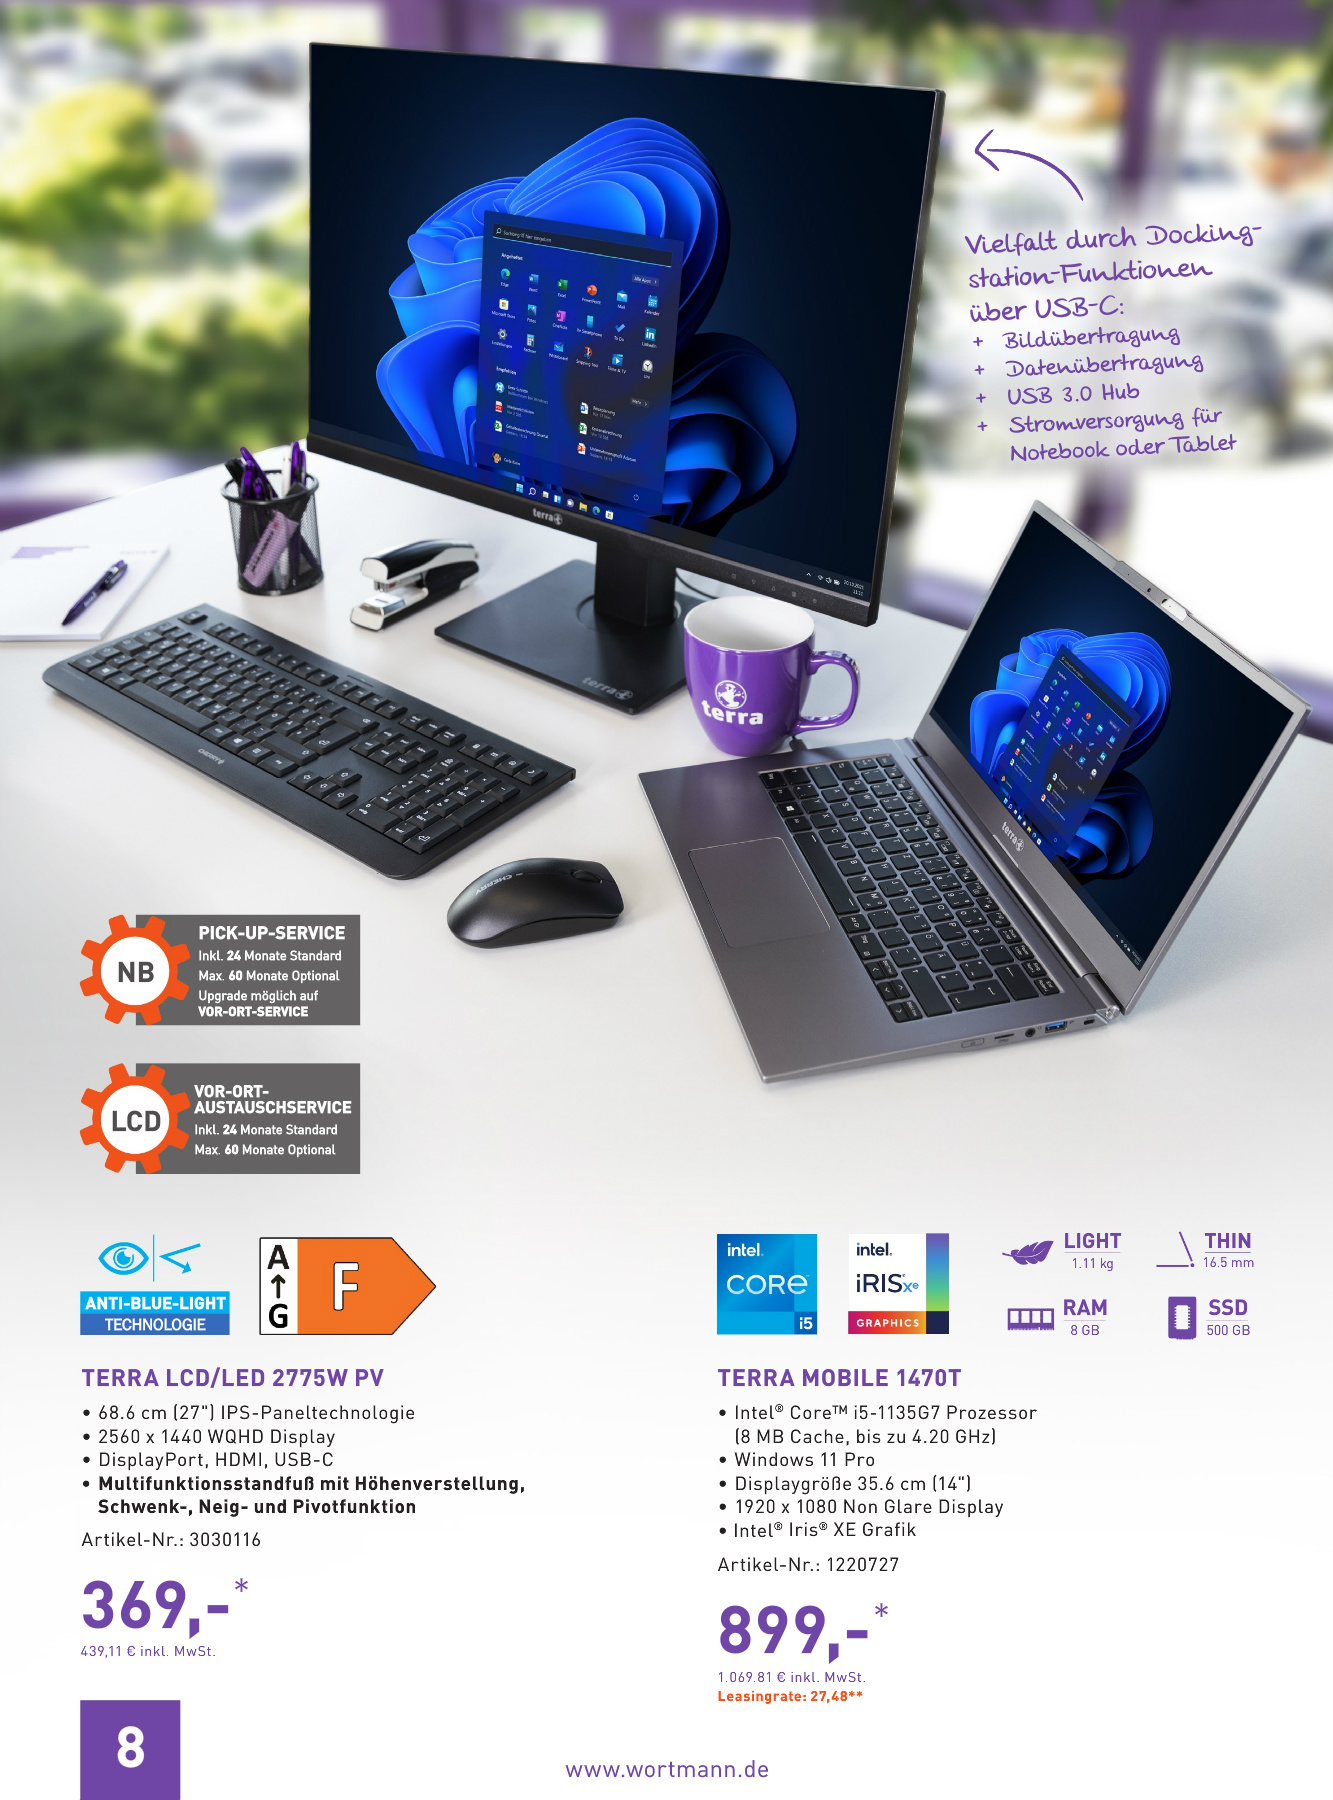 Vielfalt durch Docking-
station-Funktionen
über USB-C:
+ Bildübertragung
+ Datenübertragung
+ USB 3.0 Hub
+ Stromversorgung für
Notebook oder Tablet
terra
terra
terra
terra
CHERRY
CHERRY
NB
PICK-UP-SERVICE
Inkl. 24 Monate Standard
Max. 60 Monate Optional
Upgrade möglich auf
VOR-ORT-SERVICE
LCD
VOR-ORT-
AUSTAUSCHSERVICE
Inkl. 24 Monate Standard
Max. 60 Monate Optional
ANTI-BLUE-LIGHT
TECHNOLOGIE
A
G
F
TERRA LCD/LED 2775W PV
• 68.6 cm (27") IPS-Paneltechnologie
• 2560 x 1440 WQHD Display
• DisplayPort, HDMI, USB-C
• Multifunktionsstandfuß mit Höhenverstellung,
Schwenk-, Neig- und Pivotfunktion
Artikel-Nr.: 3030116
369,-*
439,11 € inkl. MwSt.
intel.
CORE
i5
intel.
iRISxe
GRAPHICS
LIGHT
1.11 kg
THIN
16.5 mm
RAM
8 GB
SSD
500 GB
TERRA MOBILE 1470T
• Intel® Core™ i5-1135G7 Prozessor
(8 MB Cache, bis zu 4.20 GHz)
• Windows 11 Pro
• Displaygröße 35.6 cm (14")
• 1920 x 1080 Non Glare Display
• Intel® Iris® XE Grafik
Artikel-Nr.: 1220727
899,-*
1.069.81 € inkl. MwSt.
Leasingrate: 27,48**
8
www.wortmann.de